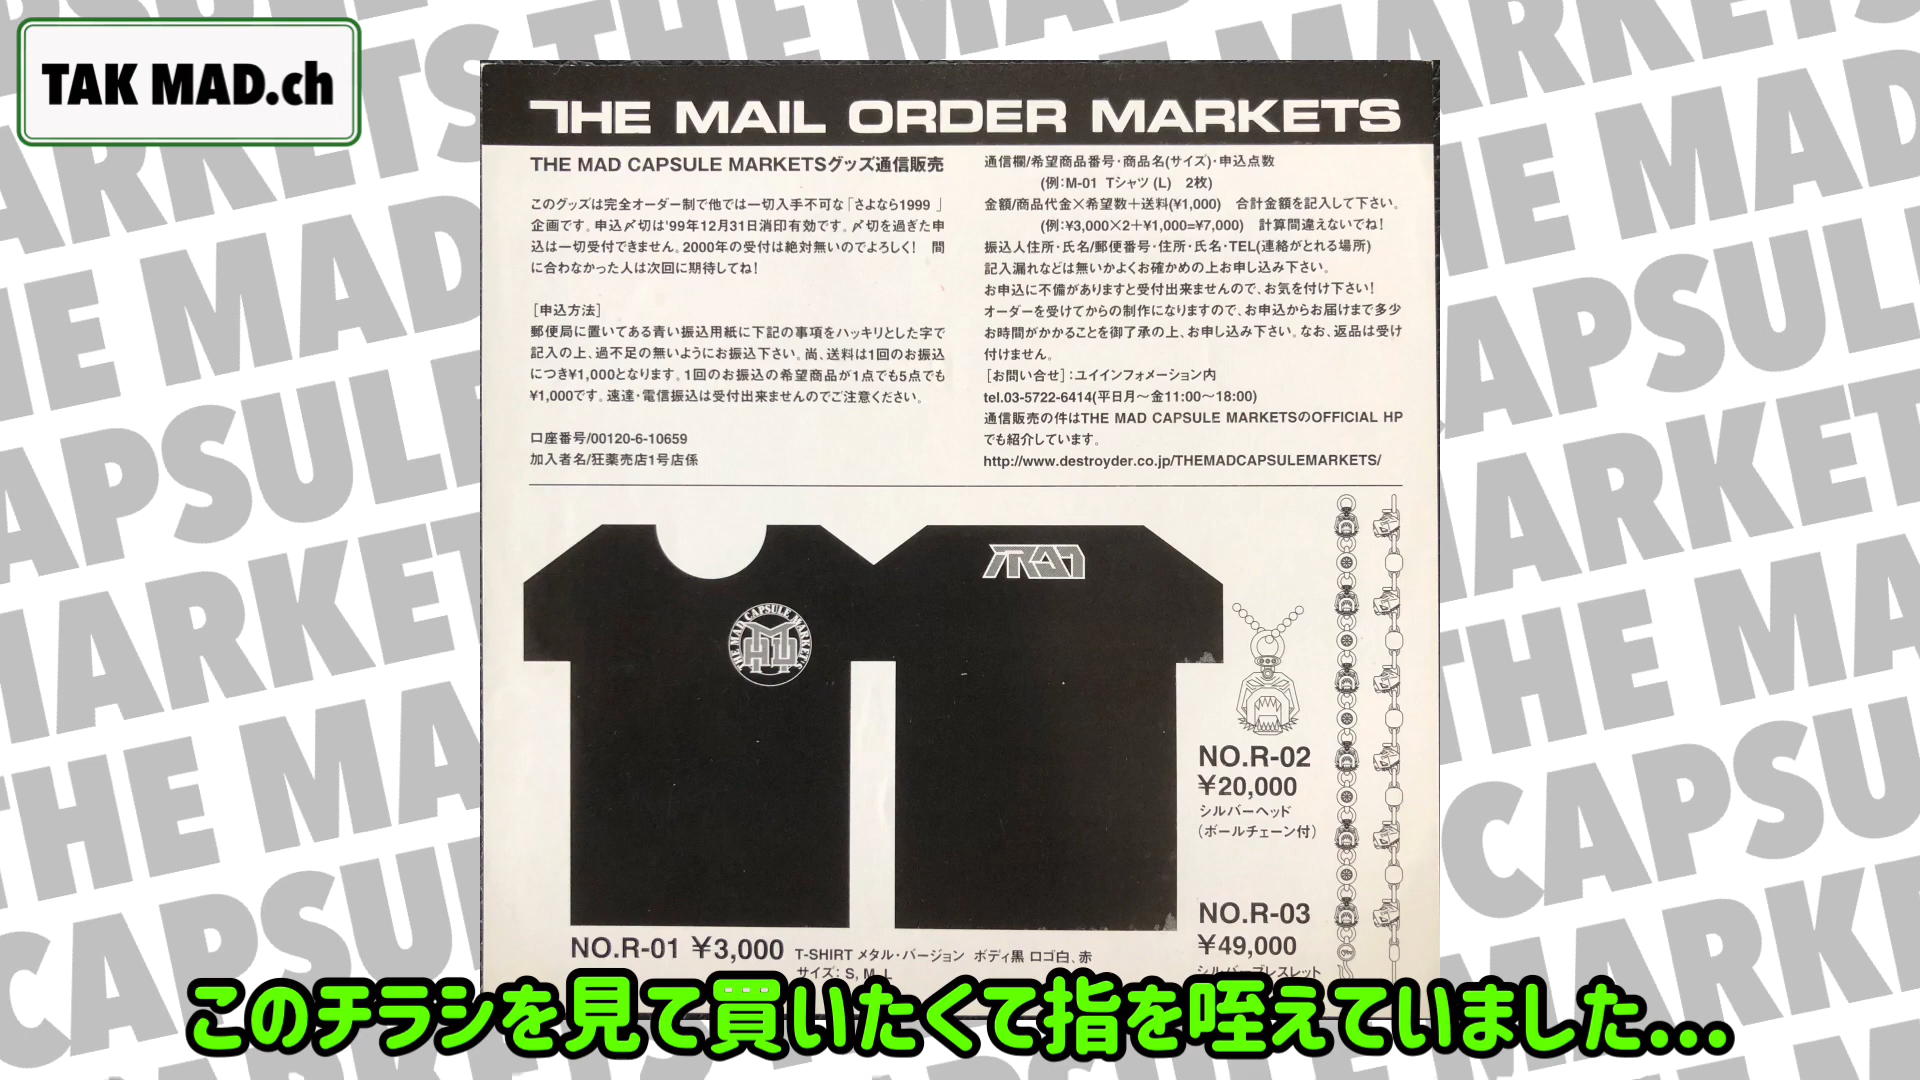 TAK MAD.ch
THE MAIL ORDER MARKETS
THE MAD CAPSULE MARKETSグッズ通信販売
このグッズは完全オーダー制で他では一切入手不可な「さよなら1999 」
企画です。申込〆切は'99年12月31日消印有効です。〆切を過ぎた申
込は一切受付できません。2000年の受付は絶対無いのでよろしく！ 間
に合わなかった人は次回に期待してね！
［申込方法］
郵便局に置いてある青い振込用紙に下記の事項をハッキリとした字で
記入の上、過不足の無いようにお振込下さい。尚、送料は1回のお振込
につき¥1,000となります。1回のお振込の希望商品が1点でも5点でも
¥1,000です。速達・電信振込は受付出来ませんのでご注意ください。
口座番号/00120-6-10659
加入者名/狂薬売店1号店係
通信欄/希望商品番号・商品名(サイズ)・申込点数
(例：M-01 Tシャツ (L) 2枚)
金額/商品代金×希望数＋送料(¥1,000) 合計金額を記入して下さい。
(例：¥3,000×2＋¥1,000=¥7,000) 計算間違えないでね！
振込人住所・氏名/郵便番号・住所・氏名・TEL(連絡がとれる場所)
記入漏れなどは無いかよくお確かめの上お申し込み下さい。
お申込に不備がありますと受付出来ませんので、お気を付け下さい！
オーダーを受けてからの制作になりますので、お申込からお届けまで多少
お時間がかかることを御了承の上、お申し込み下さい。なお、返品は受け
付けません。
［お問い合せ］：ユイインフォメーション内
tel.03-5722-6414(平日月～金11:00～18:00)
通信販売の件はTHE MAD CAPSULE MARKETSのOFFICIAL HP
でも紹介しています。
http://www.destroyder.co.jp/THEMADCAPSULEMARKETS/
THE MAD CAPSULE MARKET'S
MAD
NO.R-02
¥20,000
シルバーヘッド
(ボールチェーン付)
NO.R-03
¥49,000
シルバーブレスレット
NO.R-01 ¥3,000 T-SHIRT メタル・バージョン ボディ黒 ロゴ白、赤
サイズ: S, M, L
このチラシを見て買いたくて指を咥えていました...